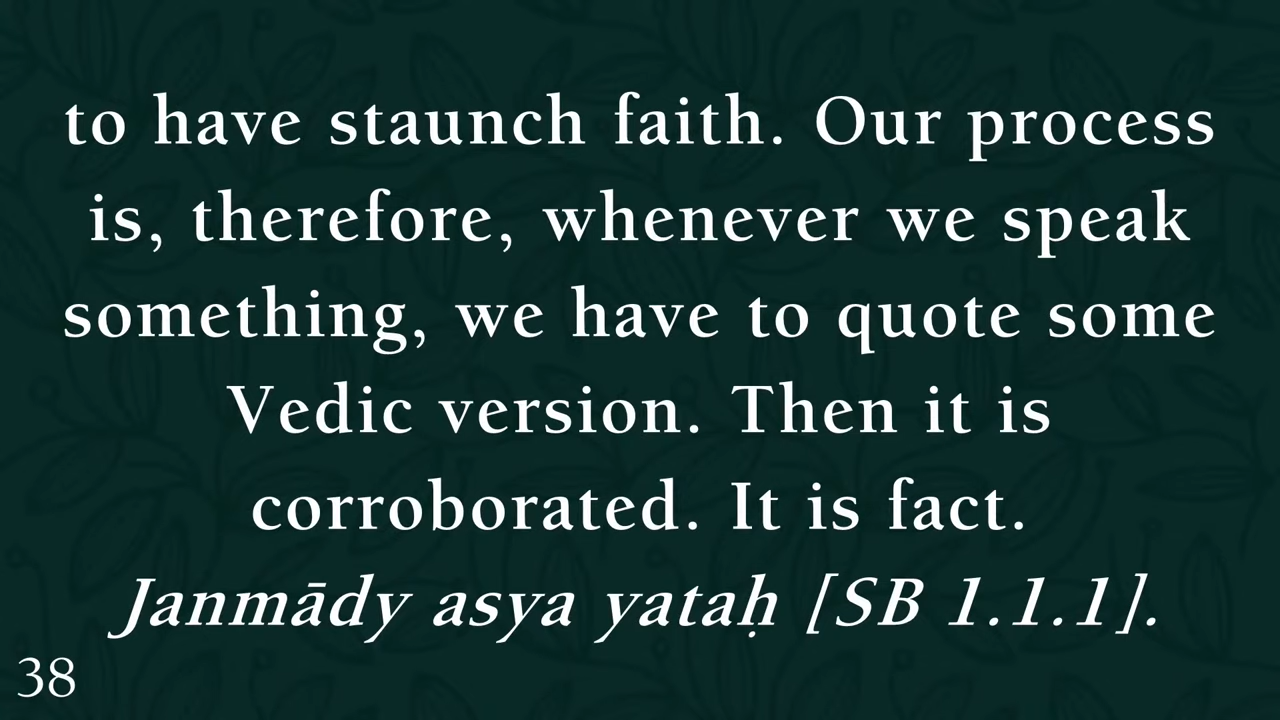 to have staunch faith. Our process
is, therefore, whenever we speak
something, we have to quote some
Vedic version. Then it is
corroborated. It is fact.
Janmādy asya yataḥ [SB 1.1.1].
38